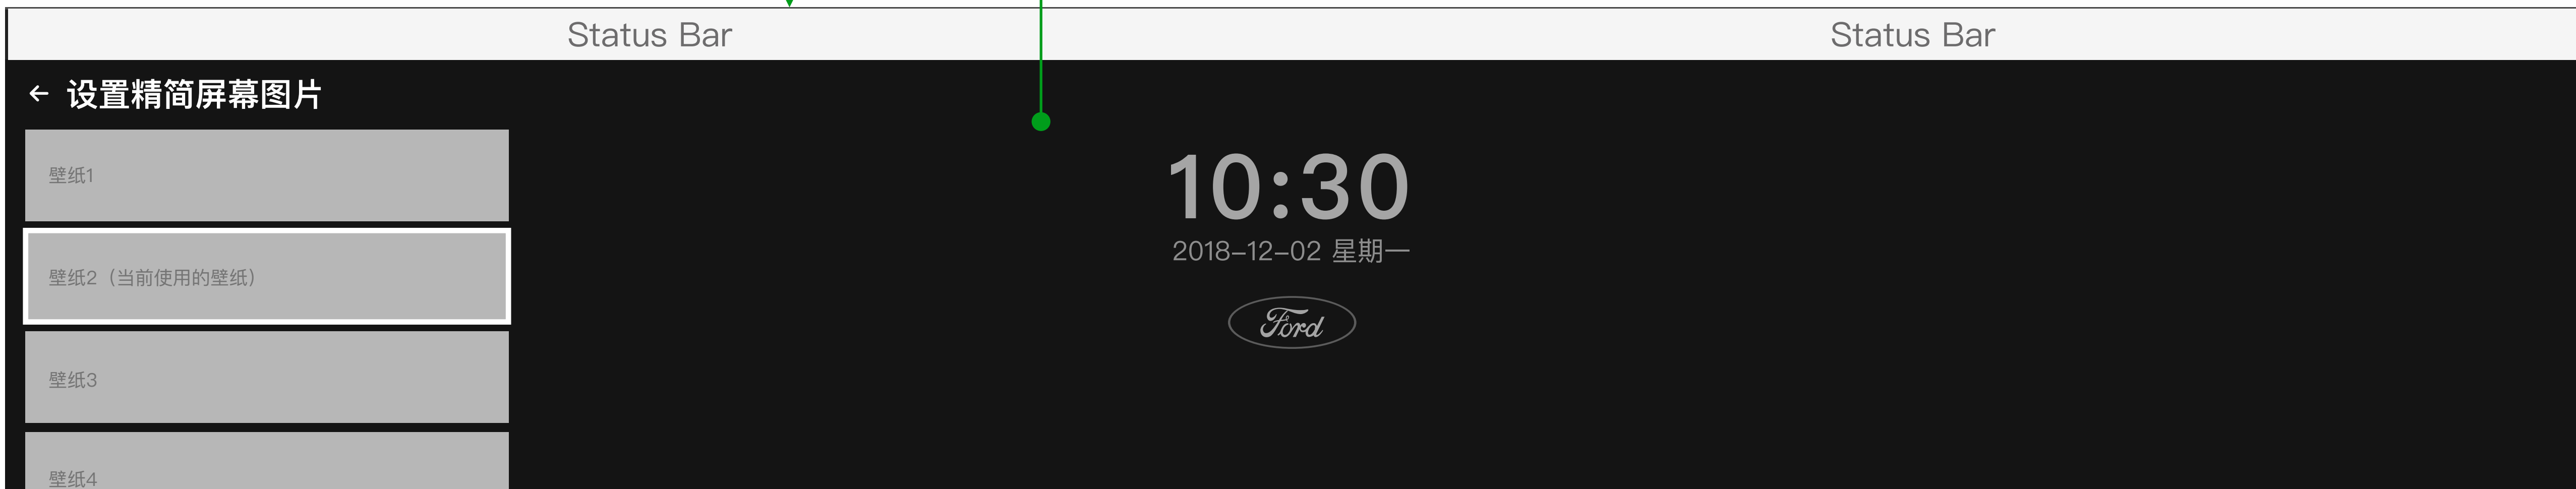 Status Bar
Status Bar
设置精简屏幕图片
壁纸1
壁纸2（当前使用的壁纸）
壁纸3
壁纸4
10:30
2018-12-02 星期一
Ford